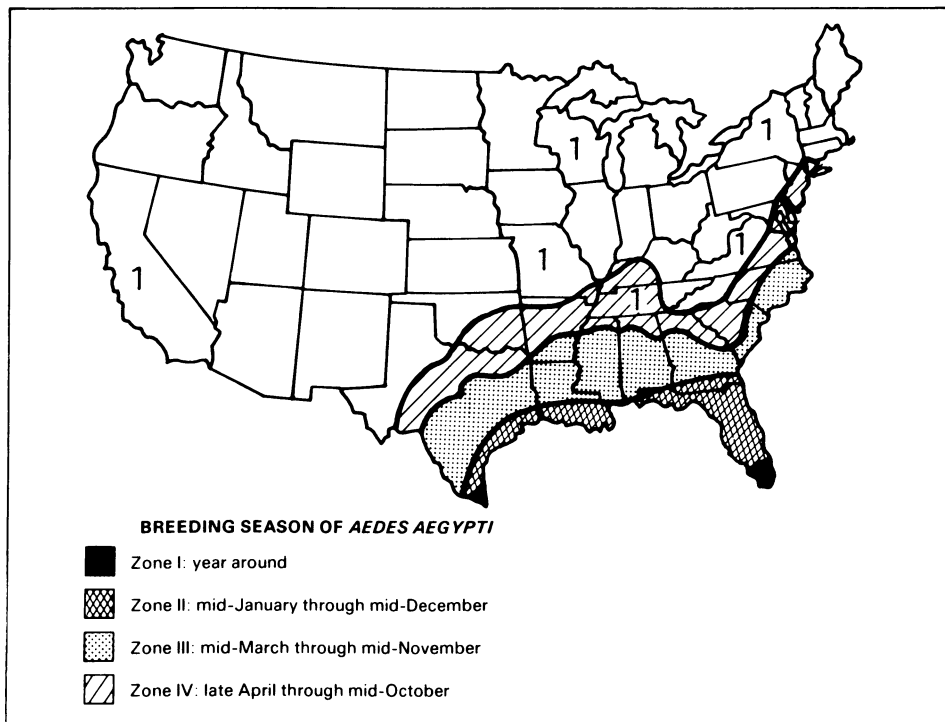 1
1
1
1
1
1
BREEDING SEASON OF AEDES AEGYPTI
Zone I: year around
Zone II: mid-January through mid-December
Zone III: mid-March through mid-November
Zone IV: late April through mid-October